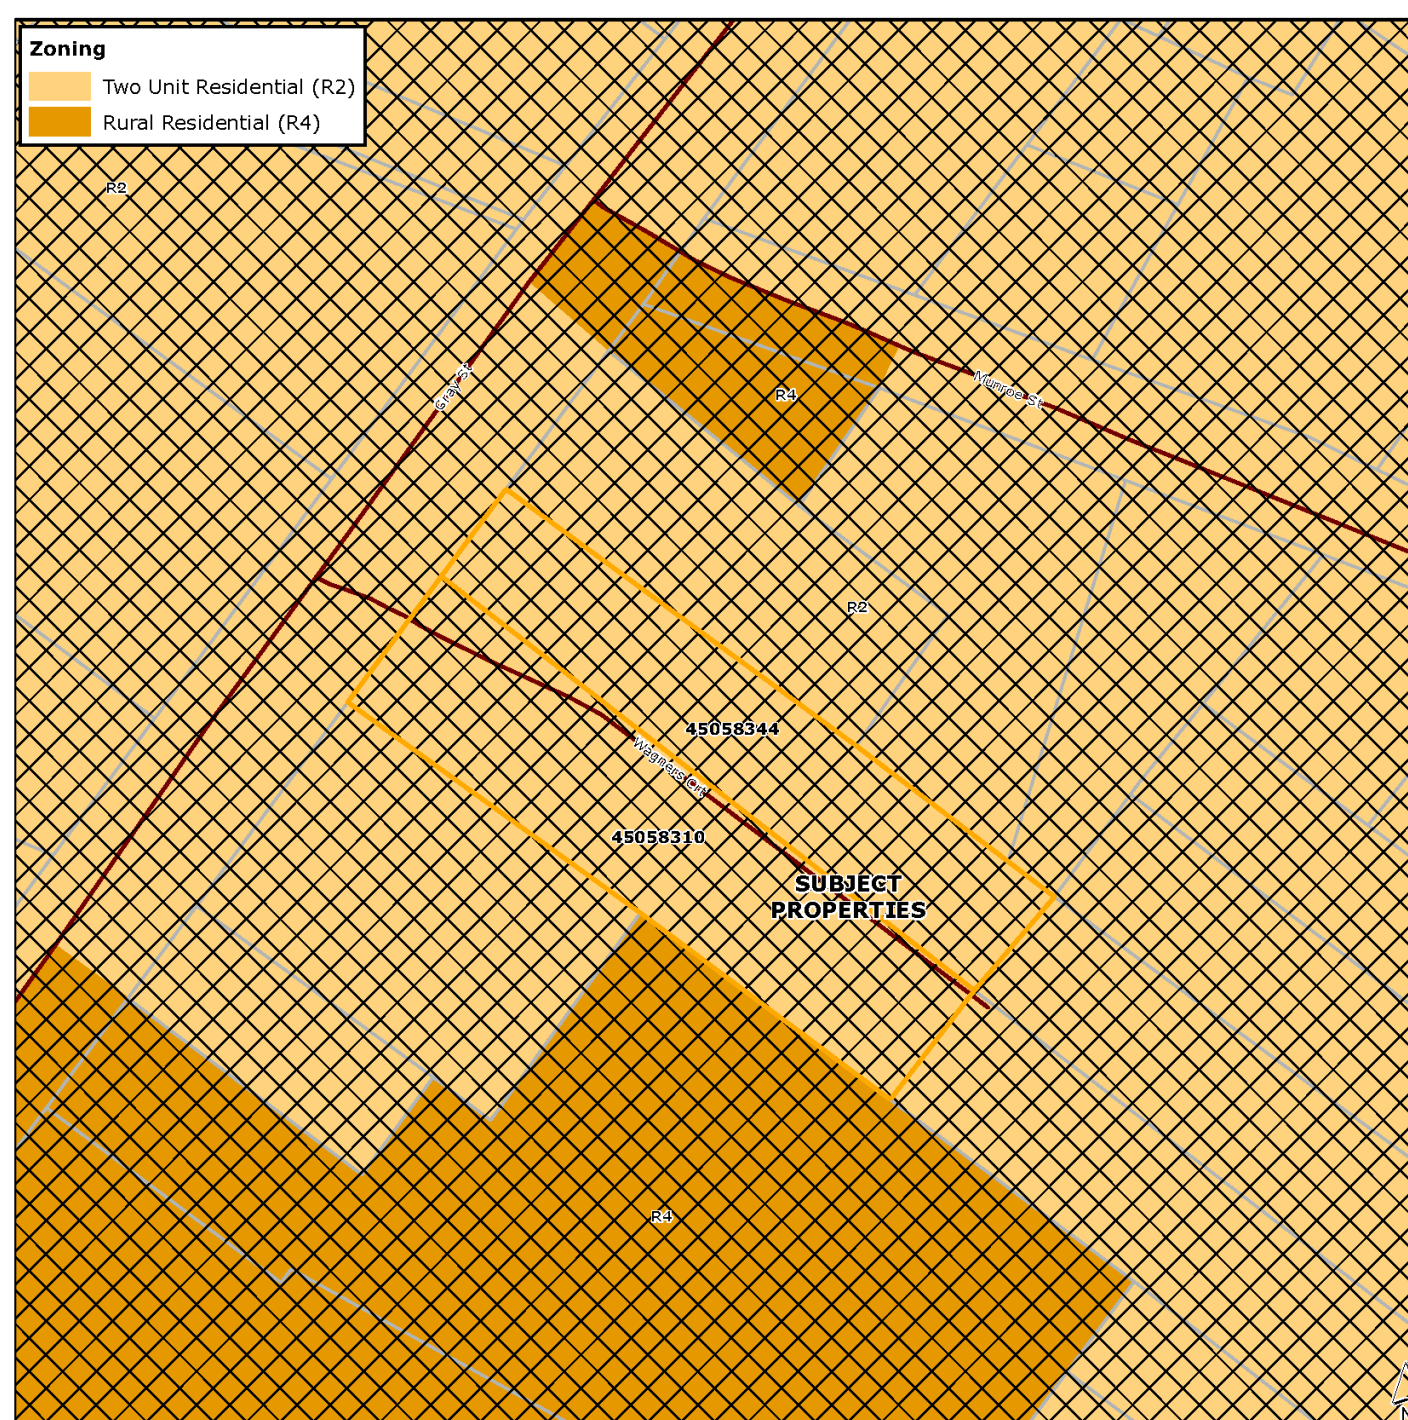 Zoning
Two Unit Residential (R2)
Rural Residential (R4)
R2
Gray St
R4
Munroe St
R2
45058344
Wagners Crt
45058310
SUBJECT
PROPERTIES
R4
N